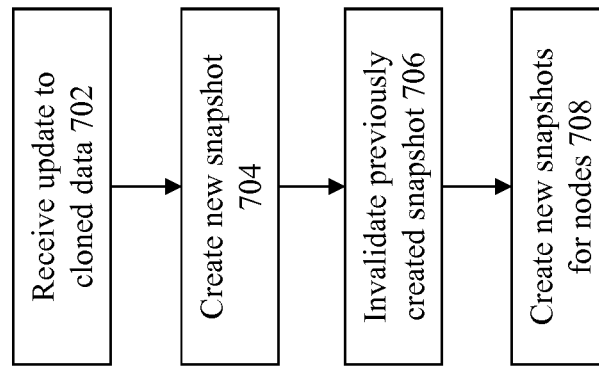 Receive update to
cloned data 702
Create new snapshot
704
Invalidate previously
created snapshot 706
Create new snapshots
for nodes 708